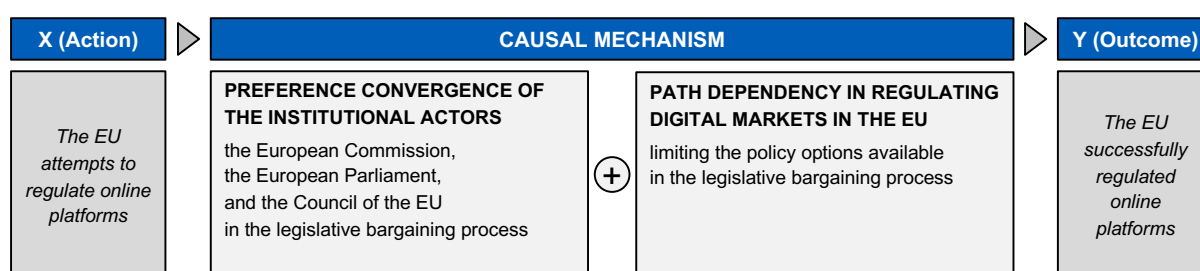 X (Action)
CAUSAL MECHANISM
Y (Outcome)
The EU
attempts to
regulate online
platforms
PREFERENCE CONVERGENCE OF
THE INSTITUTIONAL ACTORS
the European Commission,
the European Parliament,
and the Council of the EU
in the legislative bargaining process
+
PATH DEPENDENCY IN REGULATING
DIGITAL MARKETS IN THE EU
limiting the policy options available
in the legislative bargaining process
The EU
successfully
regulated
online
platforms